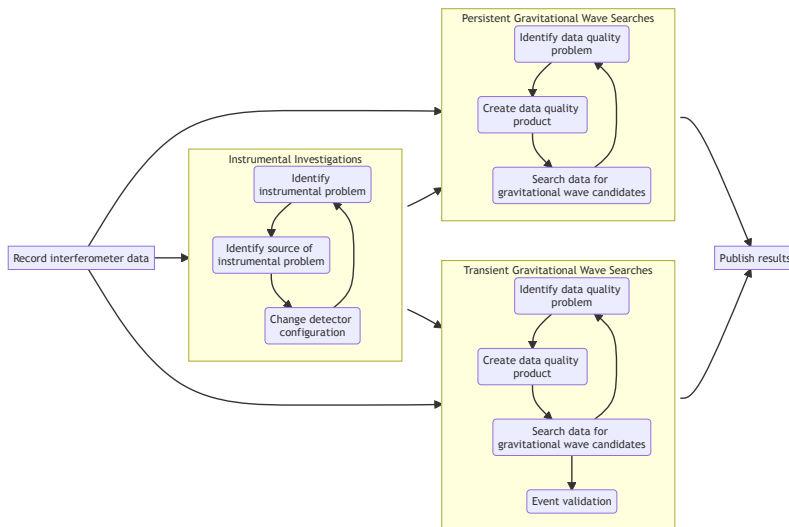 Persistent Gravitational Wave Searches
Identify data quality
problem
Create data quality
product
Search data for
gravitational wave candidates
Instrumental Investigations
Identify
instrumental problem
Identify source of
instrumental problem
Change detector
configuration
Record interferometer data
Publish results
Transient Gravitational Wave Searches
Identify data quality
problem
Create data quality
product
Search data for
gravitational wave candidates
Event validation